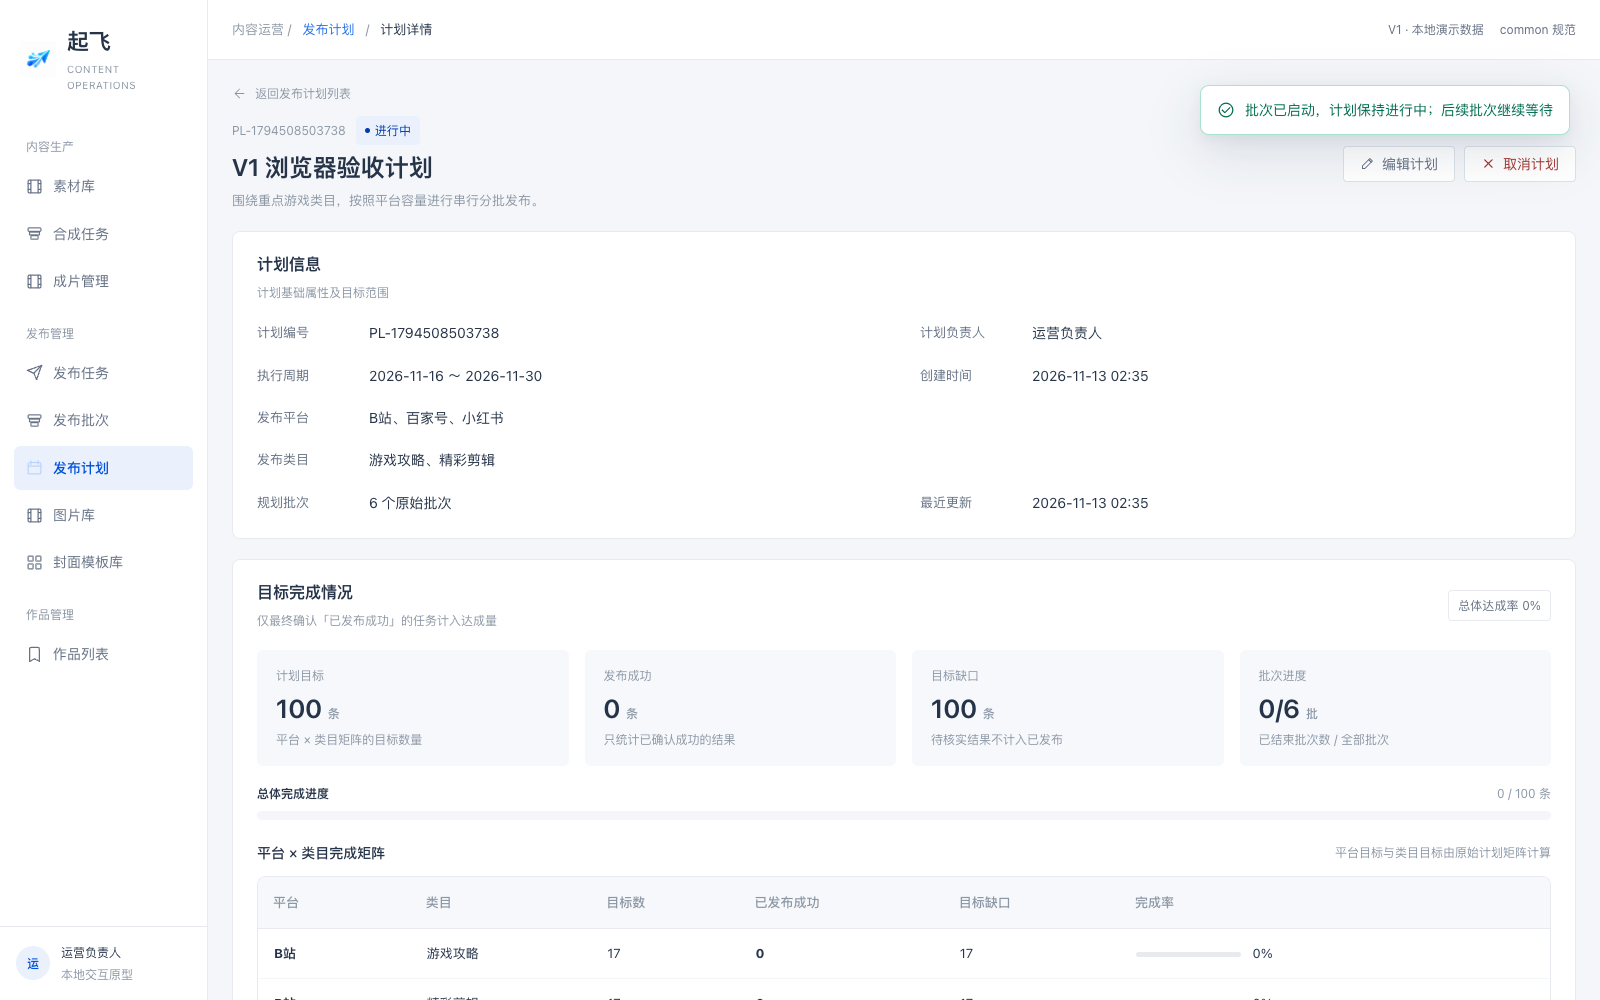 起飞
CONTENT
OPERATIONS
内容生产
素材库
合成任务
成片管理
发布管理
发布任务
发布批次
发布计划
图片库
封面模板库
作品管理
作品列表
运
运营负责人
本地交互原型
内容运营 / 发布计划 / 计划详情
V1 · 本地演示数据 common 规范
返回发布计划列表
批次已启动，计划保持进行中；后续批次继续等待
PL-1794508503738 进行中
V1 浏览器验收计划
编辑计划 取消计划
围绕重点游戏类目，按照平台容量进行串行分批发布。
计划信息
计划基础属性及目标范围
计划编号 PL-1794508503738 计划负责人 运营负责人
执行周期 2026-11-16 ～ 2026-11-30 创建时间 2026-11-13 02:35
发布平台 B站、百家号、小红书
发布类目 游戏攻略、精彩剪辑
规划批次 6 个原始批次 最近更新 2026-11-13 02:35
目标完成情况
仅最终确认「已发布成功」的任务计入达成量
总体达成率 0%
计划目标
100 条
平台 × 类目矩阵的目标数量
发布成功
0 条
只统计已确认成功的结果
目标缺口
100 条
待核实结果不计入已发布
批次进度
0/6 批
已结束批次数 / 全部批次
总体完成进度 0 / 100 条
平台 × 类目完成矩阵 平台目标与类目目标由原始计划矩阵计算
平台 类目 目标数 已发布成功 目标缺口 完成率
B站 游戏攻略 17 0 17 0%